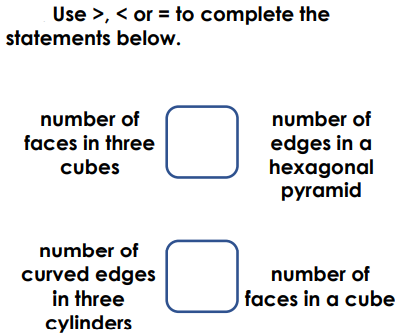 Use >, < or = to complete the
statements below.
number of
faces in three
cubes
number of
edges in a
hexagonal
pyramid
number of
curved edges
in three
cylinders
number of
faces in a cube